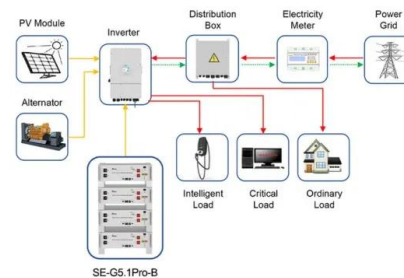 PV Module
Inverter
Distribution
Box
Electricity
Meter
Power
Grid
Alternator
Intelligent
Load
Critical
Load
Ordinary
Load
SE-G5.1Pro-B